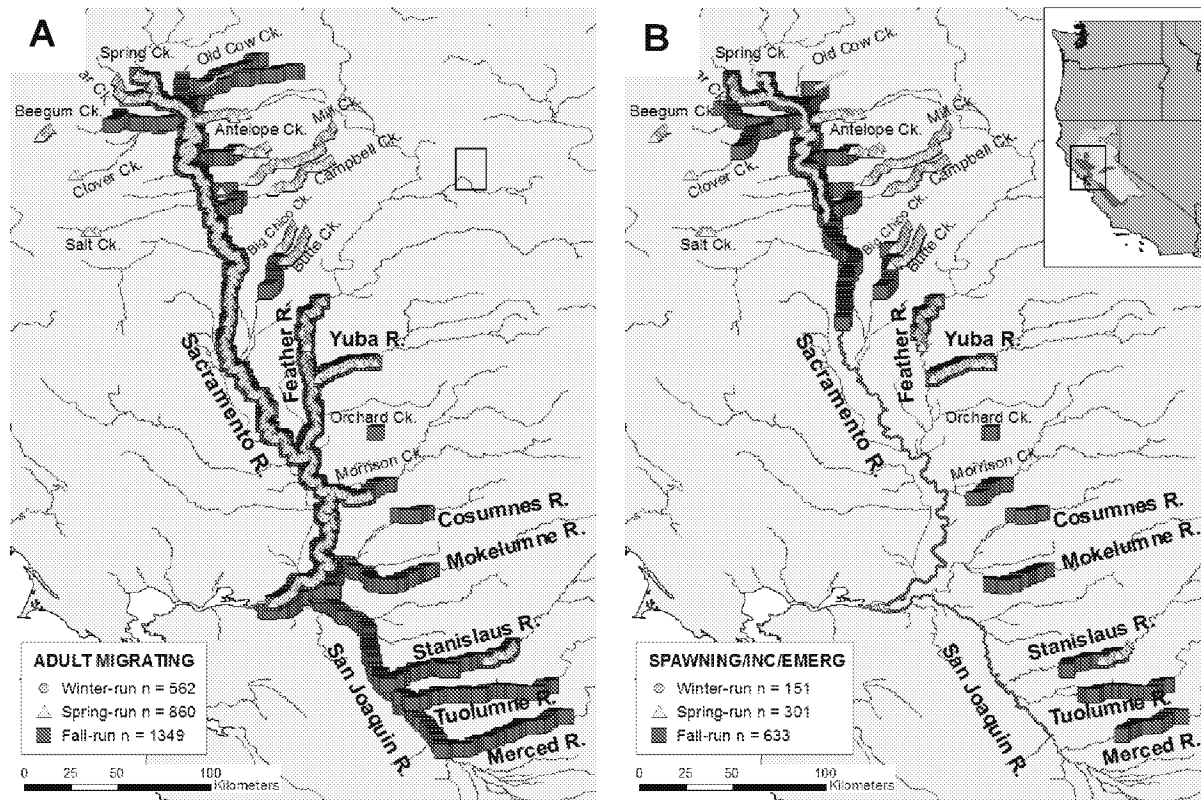 A
Spring Ck.
Old Cow Ck.
Beegum Ck.
Antelope Ck.
Mill Ck.
Clover Ck.
Campbell Ck.
Salt Ck.
Big Chico Ck.
Butte Ck.
Sacramento R.
Feather R.
Yuba R.
Orchard Ck.
Morrison Ck.
Cosumnes R.
Mokelumne R.
Stanislaus R.
San Joaquin R.
Tuolumne R.
Merced R.
ADULT MIGRATING
Winter-run n = 562
Spring-run n = 860
Fall-run n = 1349
0 25 50 100
Kilometers
B
Spring Ck.
Old Cow Ck.
Beegum Ck.
Antelope Ck.
Mill Ck.
Clover Ck.
Campbell Ck.
Salt Ck.
Big Chico Ck.
Butte Ck.
Sacramento R.
Feather R.
Yuba R.
Orchard Ck.
Morrison Ck.
Cosumnes R.
Mokelumne R.
Stanislaus R.
San Joaquin R.
Tuolumne R.
Merced R.
SPAWNING/INC/EMERG
Winter-run n = 151
Spring-run n = 301
Fall-run n = 633
0 25 50 100
Kilometers